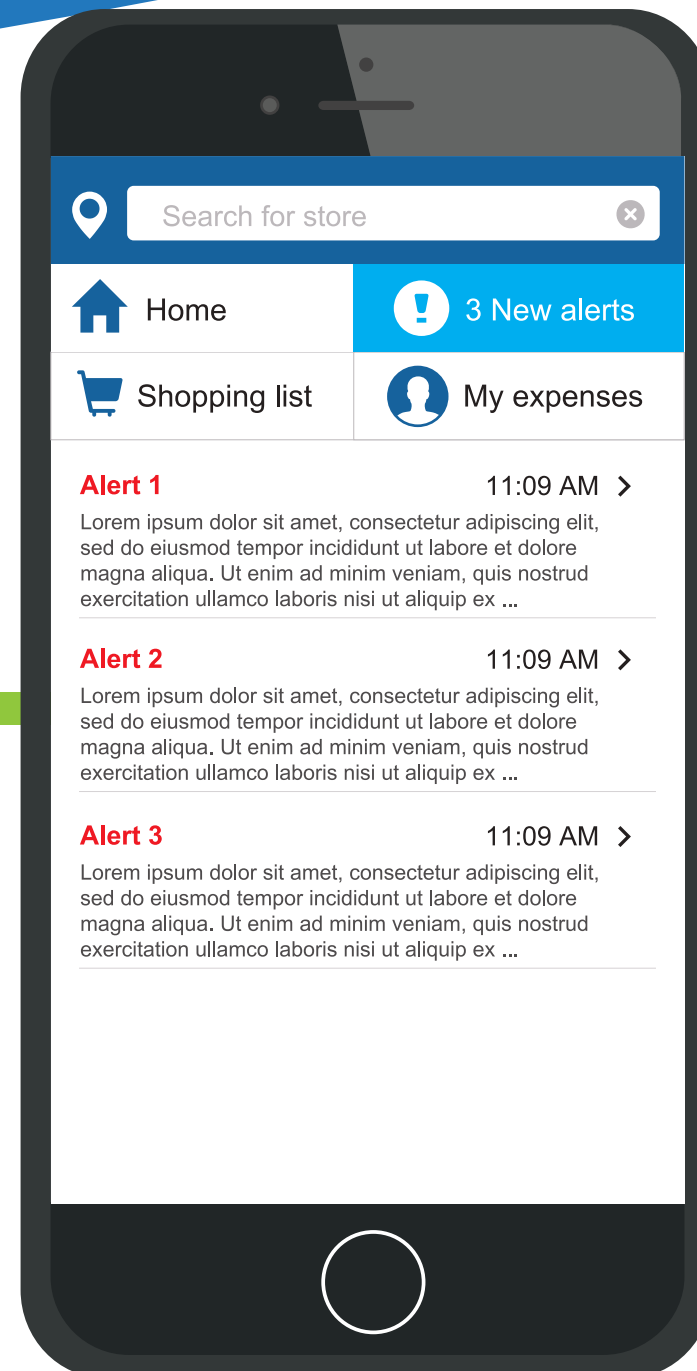 Search for store
Home
3 New alerts
Shopping list
My expenses
Alert 1 11:09 AM
Lorem ipsum dolor sit amet, consectetur adipiscing elit,
sed do eiusmod tempor incididunt ut labore et dolore
magna aliqua. Ut enim ad minim veniam, quis nostrud
exercitation ullamco laboris nisi ut aliquip ex ...
Alert 2 11:09 AM
Lorem ipsum dolor sit amet, consectetur adipiscing elit,
sed do eiusmod tempor incididunt ut labore et dolore
magna aliqua. Ut enim ad minim veniam, quis nostrud
exercitation ullamco laboris nisi ut aliquip ex ...
Alert 3 11:09 AM
Lorem ipsum dolor sit amet, consectetur adipiscing elit,
sed do eiusmod tempor incididunt ut labore et dolore
magna aliqua. Ut enim ad minim veniam, quis nostrud
exercitation ullamco laboris nisi ut aliquip ex ...